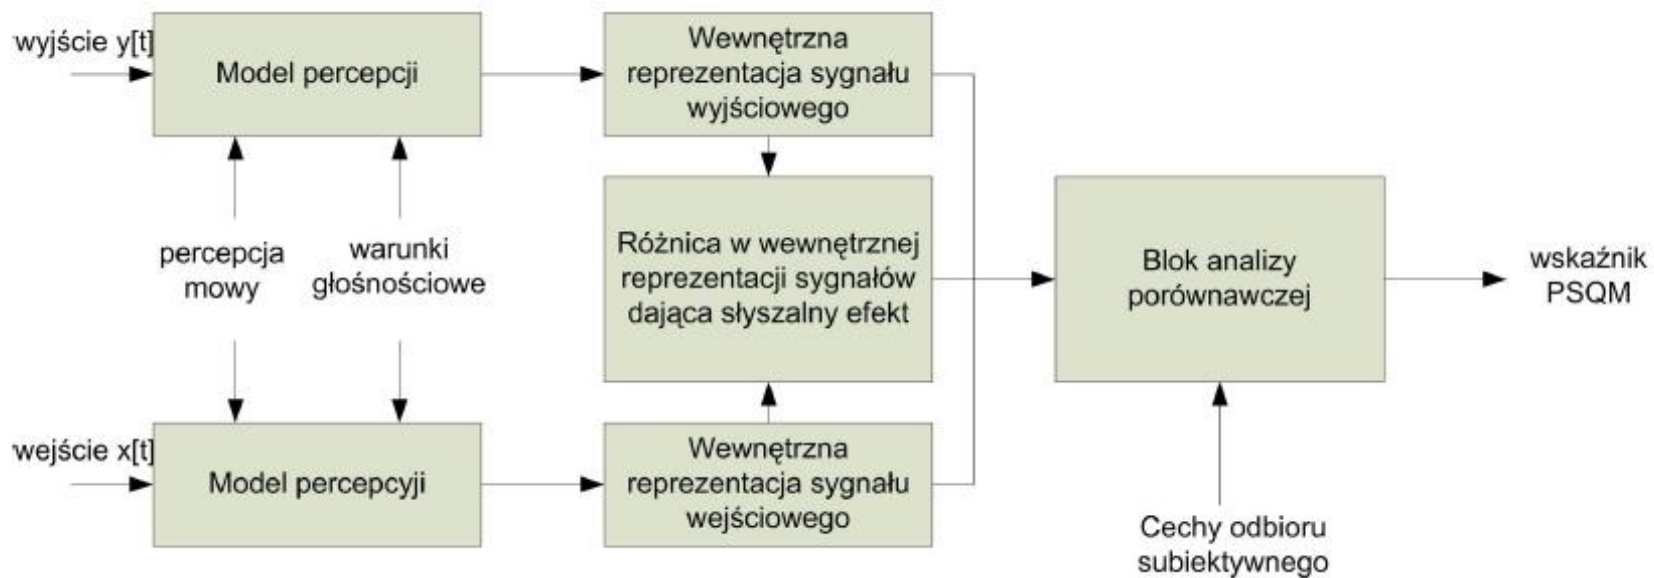 wyjście y[t]
Model percepcji
Wewnętrzna
reprezentacja sygnału
wyjściowego
percepcja
mowy
warunki
głośnościowe
Różnica w wewnętrznej
reprezentacji sygnałów
dająca słyszalny efekt
Blok analizy
porównawczej
wskaźnik
PSQM
wejście x[t]
Model percepcyji
Wewnętrzna
reprezentacja sygnału
wejściowego
Cechy odbioru
subiektywnego